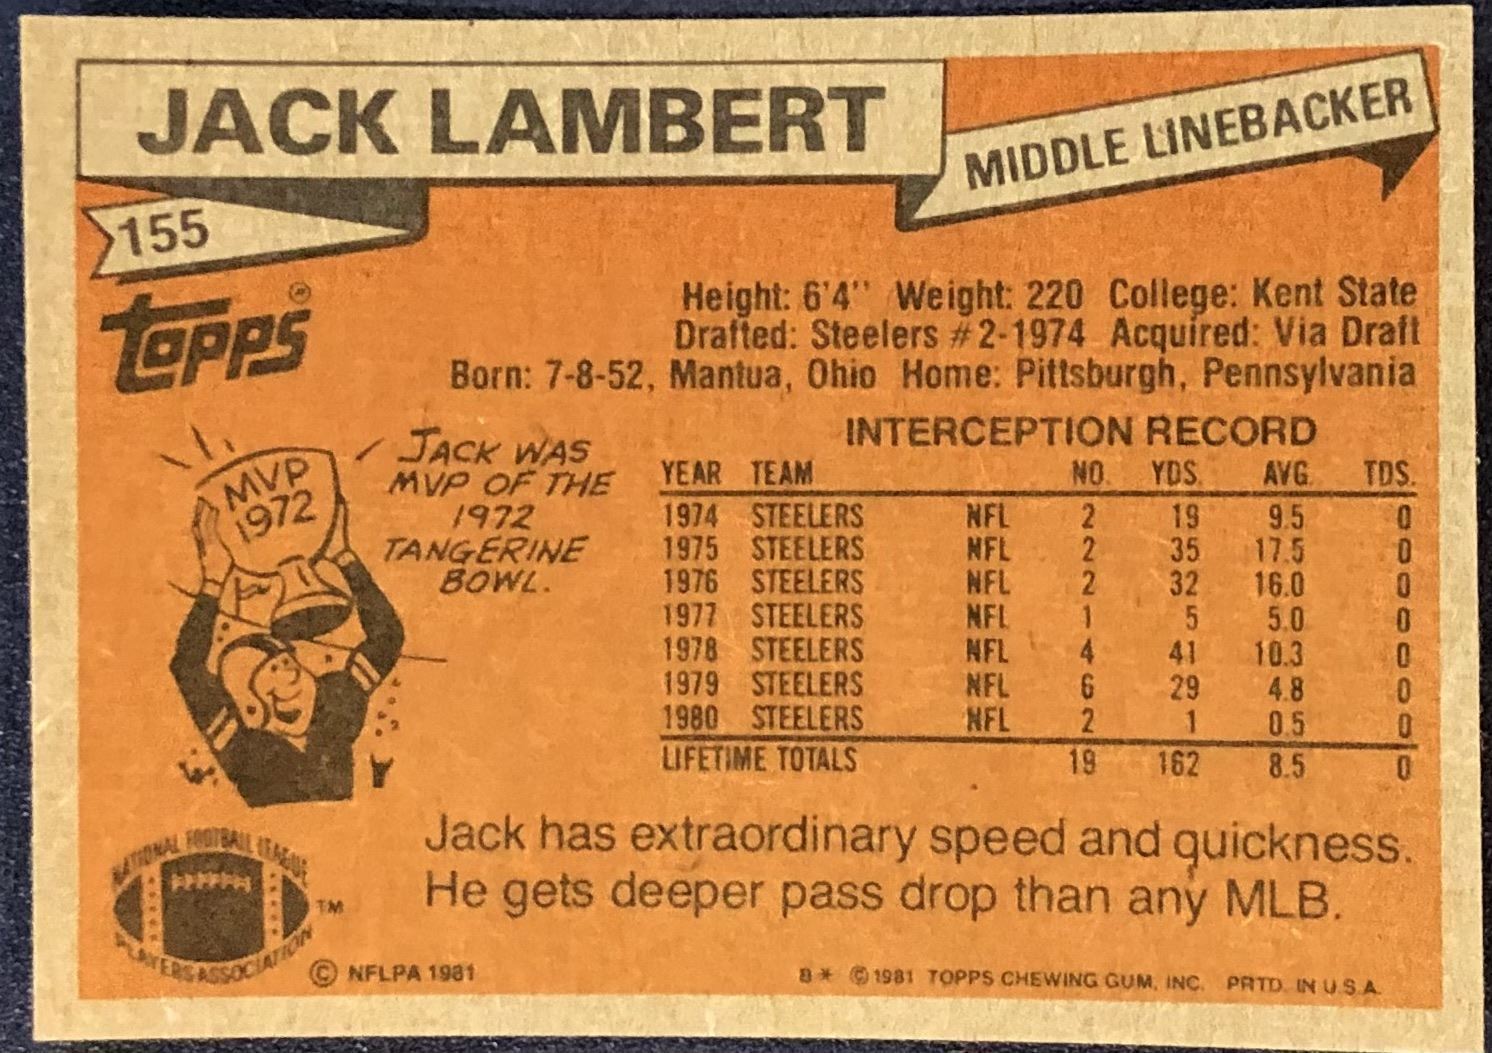 JACK LAMBERT
MIDDLE LINEBACKER
155
Topps
Height: 6'4" Weight: 220 College: Kent State
Drafted: Steelers #2-1974 Acquired: Via Draft
Born: 7-8-52, Mantua, Ohio Home: Pittsburgh, Pennsylvania
MVP
1972
JACK WAS
MVP OF THE
1972
TANGERINE
BOWL.
INTERCEPTION RECORD
YEAR TEAM NO. YDS. AVG. TDS.
1974 STEELERS NFL 2 19 9.5 0
1975 STEELERS NFL 2 35 17.5 0
1976 STEELERS NFL 2 32 16.0 0
1977 STEELERS NFL 1 5 5.0 0
1978 STEELERS NFL 4 41 10.3 0
1979 STEELERS NFL 6 29 4.8 0
1980 STEELERS NFL 2 1 0.5 0
LIFETIME TOTALS 19 162 8.5 0
Jack has extraordinary speed and quickness.
He gets deeper pass drop than any MLB.
NATIONAL FOOTBALL LEAGUE
PLAYERS ASSOCIATION
TM
© NFLPA 1981
B* © 1981 TOPPS CHEWING GUM, INC. PRTD. IN U.S.A.